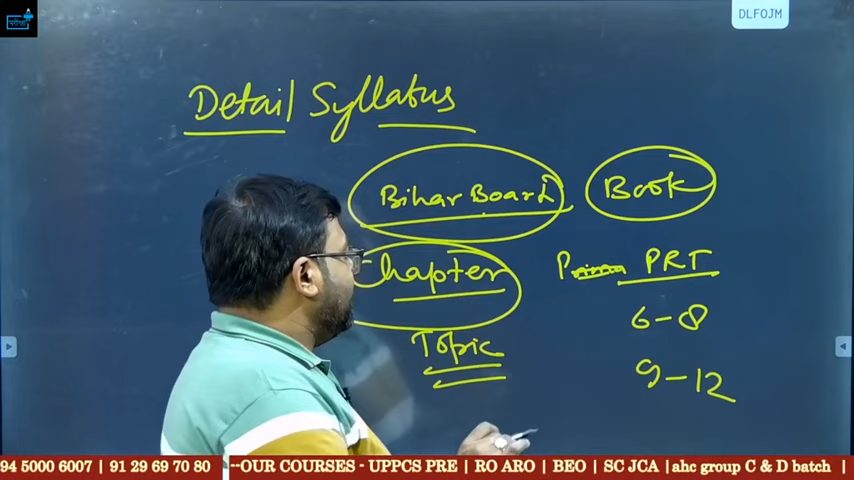 परीक्षा
DLFOJM
Detail Syllabus
Bihar Board Book
Chapter
PRT
Topic
6-8
9-12
94 5000 6007 | 91 29 69 70 80 --OUR COURSES - UPPCS PRE | RO ARO | BEO | SC JCA | ahc group C & D batch |